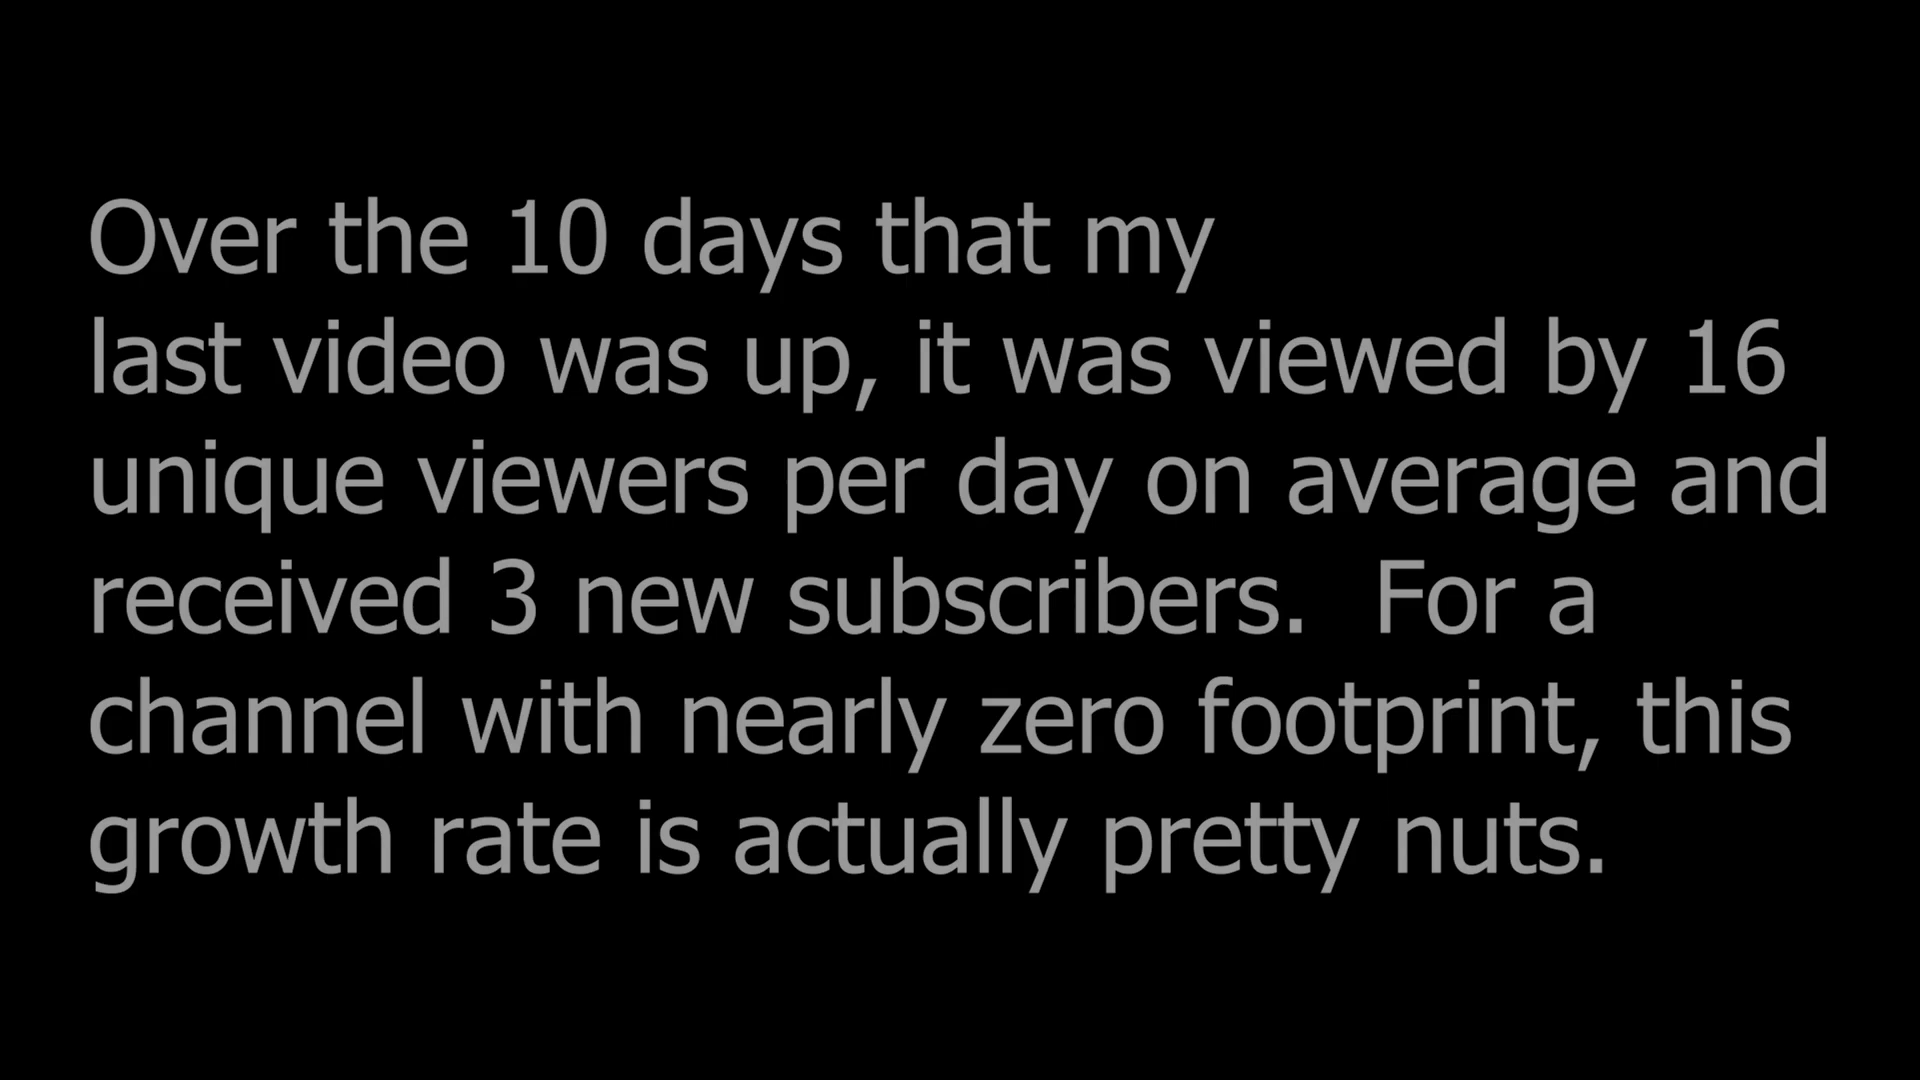 Over the 10 days that my
last video was up, it was viewed by 16
unique viewers per day on average and
received 3 new subscribers.  For a
channel with nearly zero footprint, this
growth rate is actually pretty nuts.